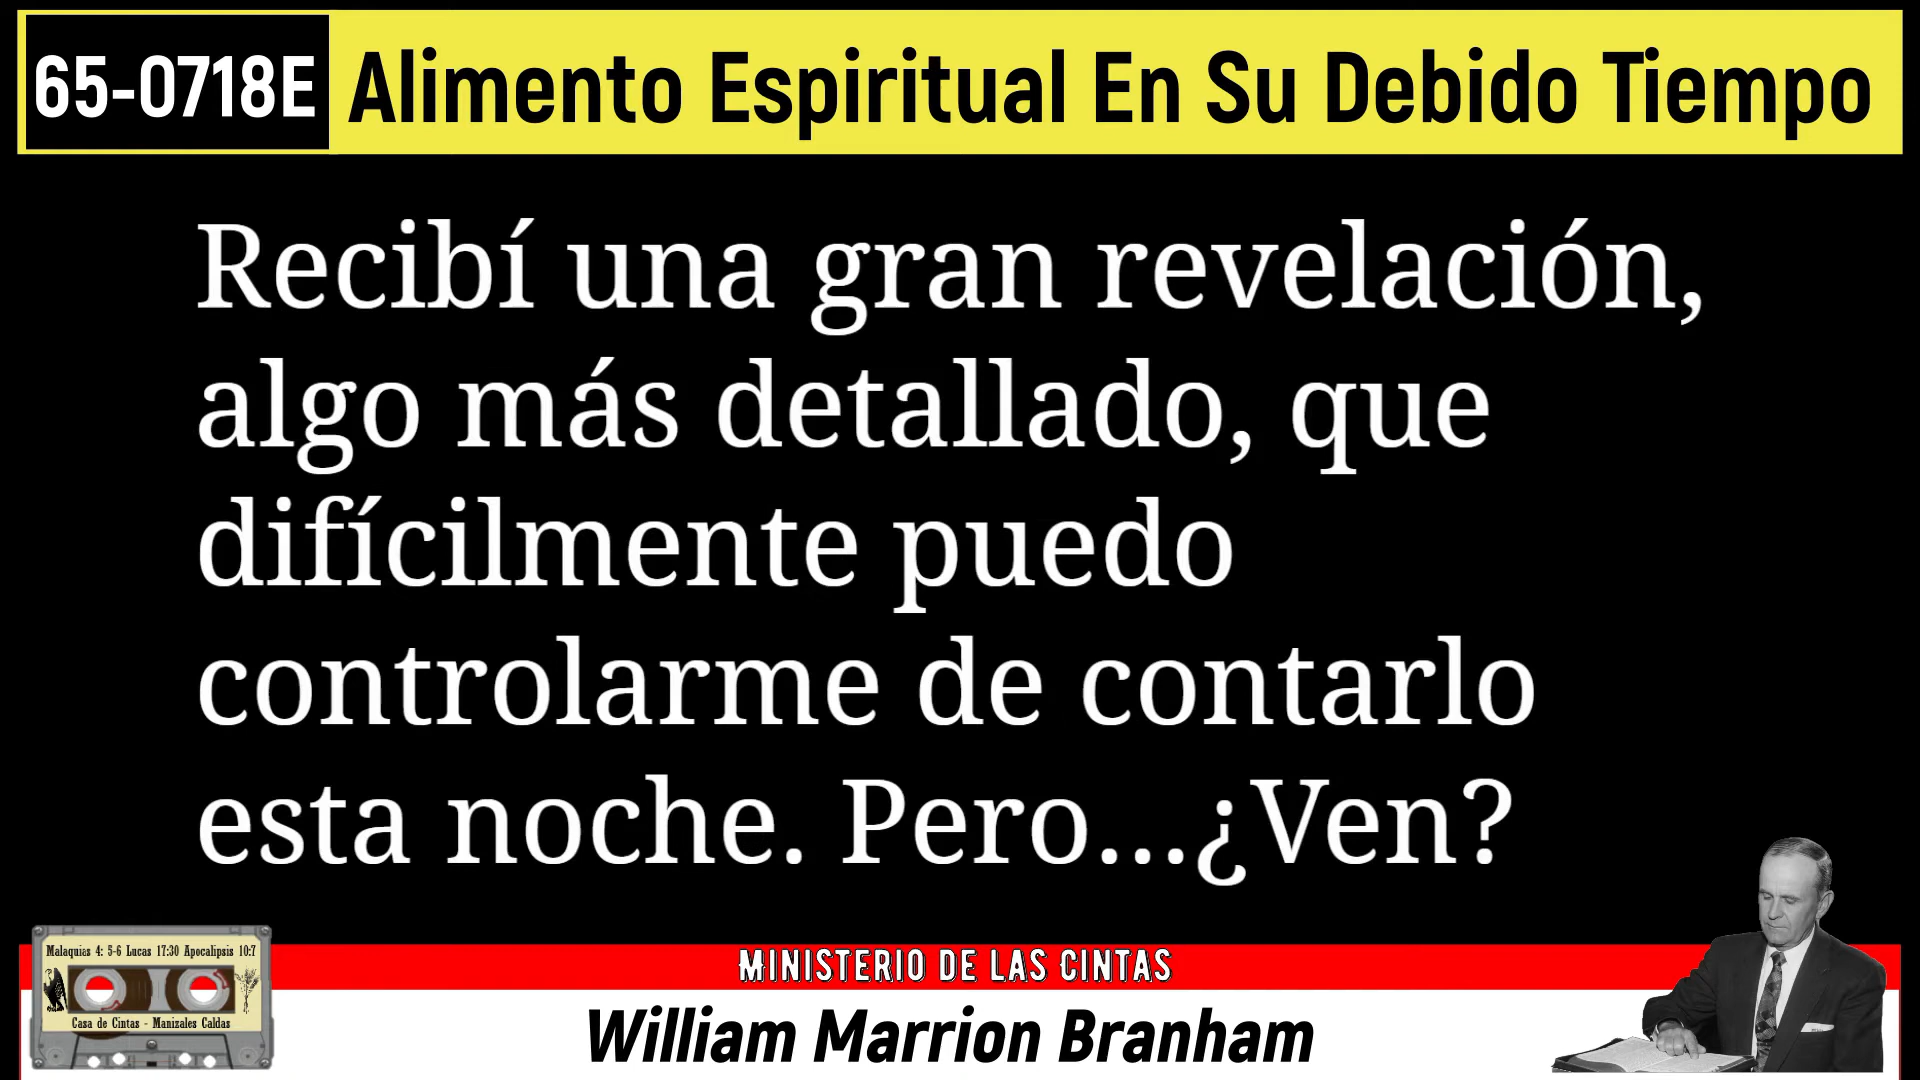 65-0718E Alimento Espiritual En Su Debido Tiempo
Recibí una gran revelación,
algo más detallado, que
difícilmente puedo
controlarme de contarlo
esta noche. Pero...¿Ven?
Malaquias 4: 5-6 Lucas 17:30 Apocalipsis 10:7
Casa de Cintas - Manizales Caldas
MINISTERIO DE LAS CINTAS
William Marrion Branham